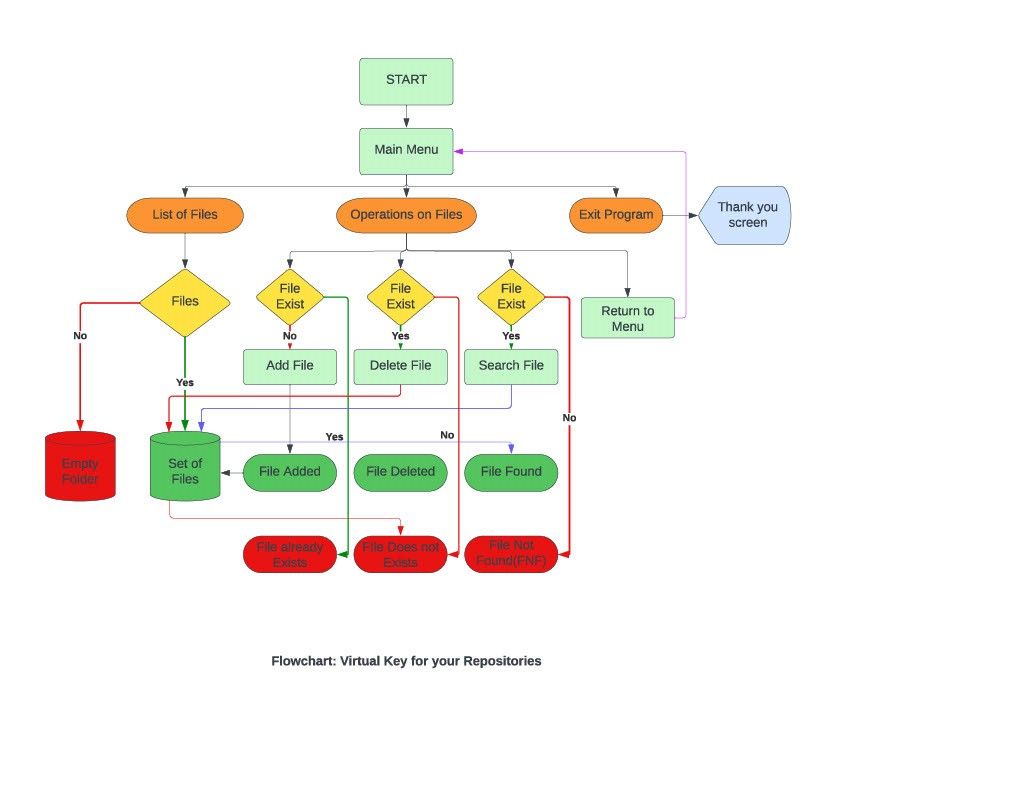 START
Main Menu
List of Files
Operations on Files
Exit Program
Thank you
screen
Files
File
Exist
File
Exist
File
Exist
Return to
Menu
No
No
Yes
Yes
Add File
Delete File
Search File
Yes
No
Yes
No
Empty
Folder
Set of
Files
File Added
File Deleted
File Found
File already
Exists
File Does not
Exists
File Not
Found(FNF)
Flowchart: Virtual Key for your Repositories